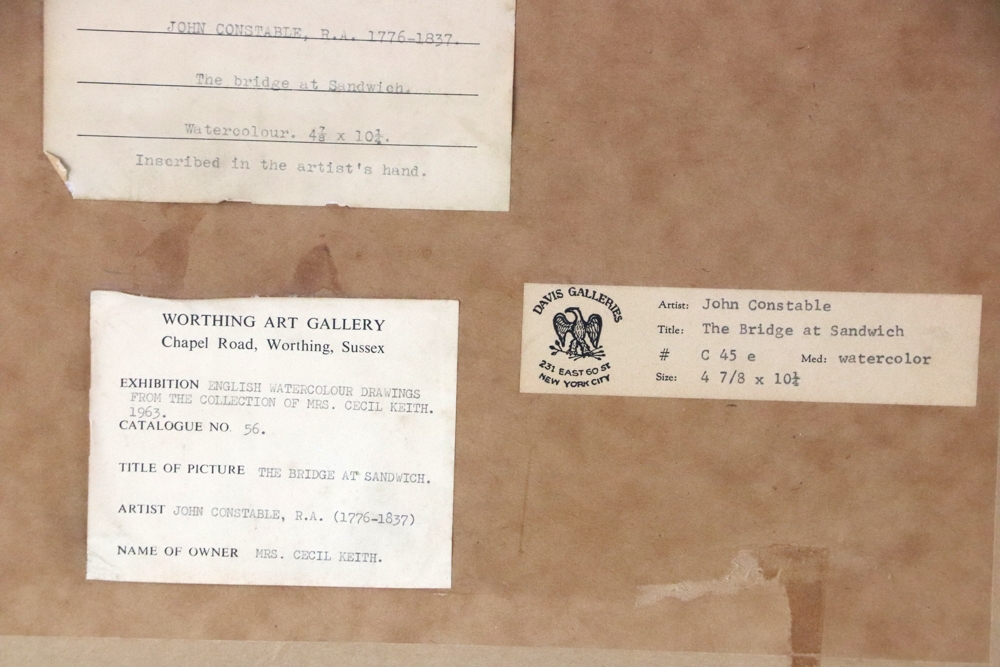 JOHN CONSTABLE, R.A. 1776-1837.
The bridge at Sandwich.
Watercolour. 4⅞ x 10¼.
Inscribed in the artist's hand.
WORTHING ART GALLERY
Chapel Road, Worthing, Sussex
EXHIBITION ENGLISH WATERCOLOUR DRAWINGS
FROM THE COLLECTION OF MRS. CECIL KEITH.
1963.
CATALOGUE NO. 56.
TITLE OF PICTURE THE BRIDGE AT SANDWICH.
ARTIST JOHN CONSTABLE, R.A. (1776-1837)
NAME OF OWNER MRS. CECIL KEITH.
DAVIS GALLERIES
231 EAST 60 ST
NEW YORK CITY
Artist: John Constable
Title: The Bridge at Sandwich
# C 45 e Med: watercolor
Size: 4 7/8 x 10¼